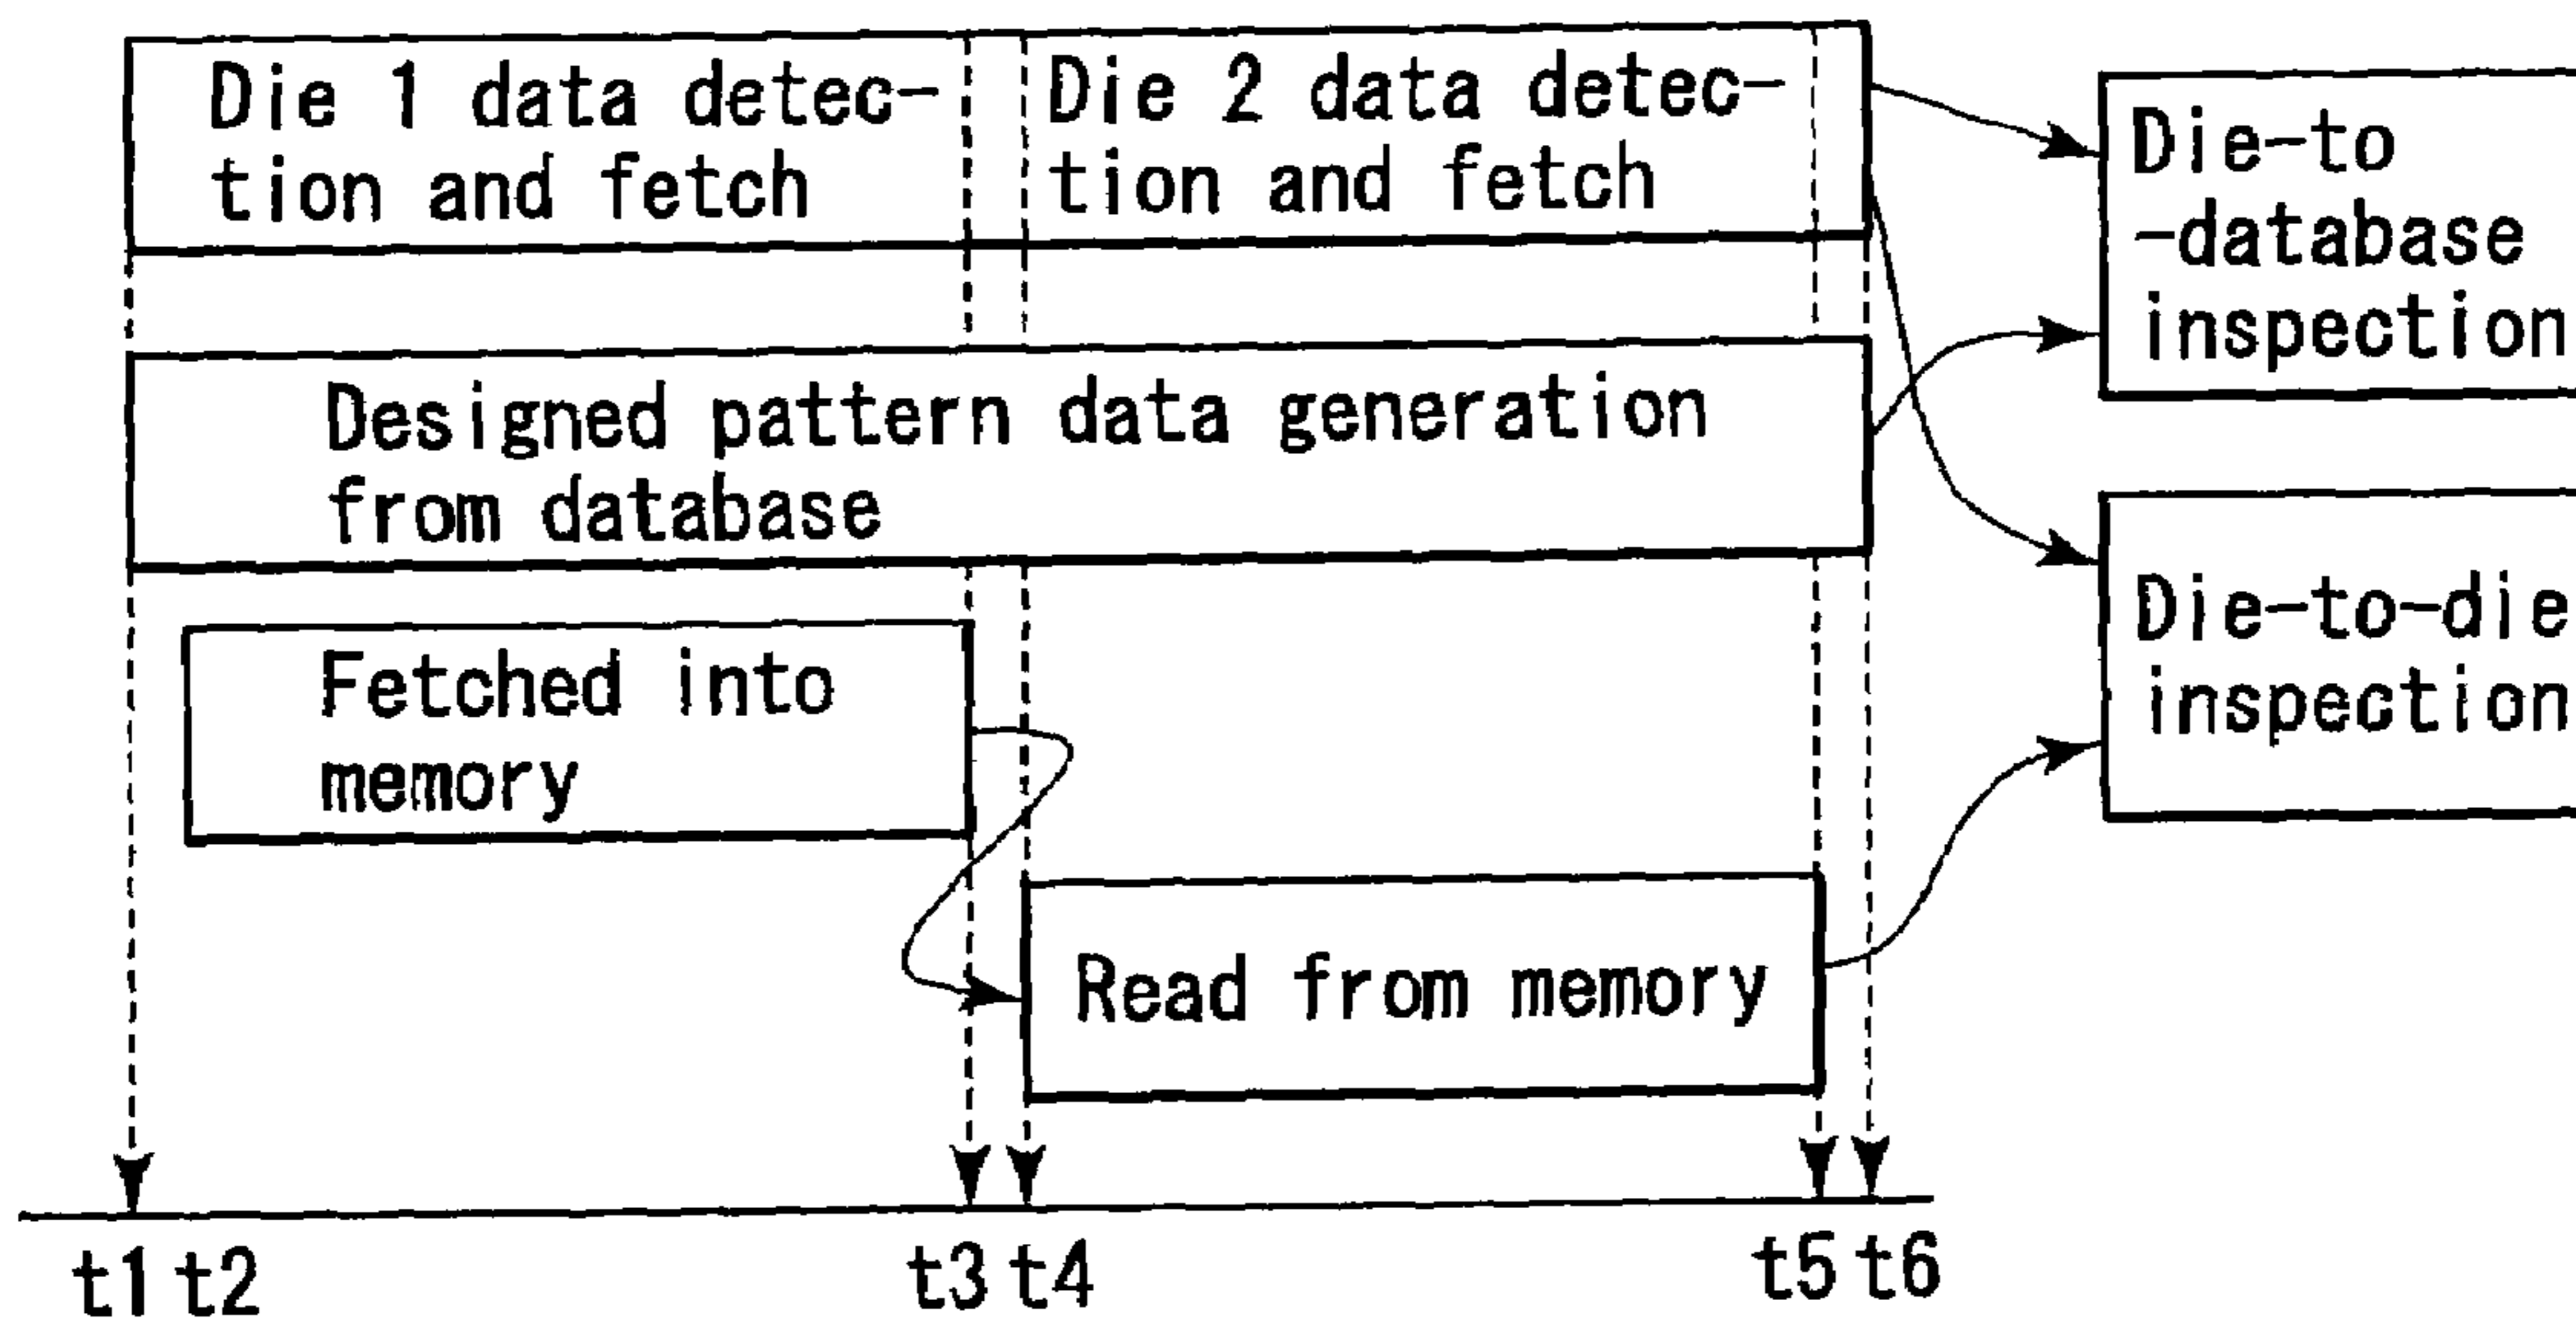 Die 1 data detec-
tion and fetch
Die 2 data detec-
tion and fetch
Die-to
-database
inspection
Designed pattern data generation
from database
Die-to-die
inspection
Fetched into
memory
Read from memory
t1 t2 t3 t4 t5 t6